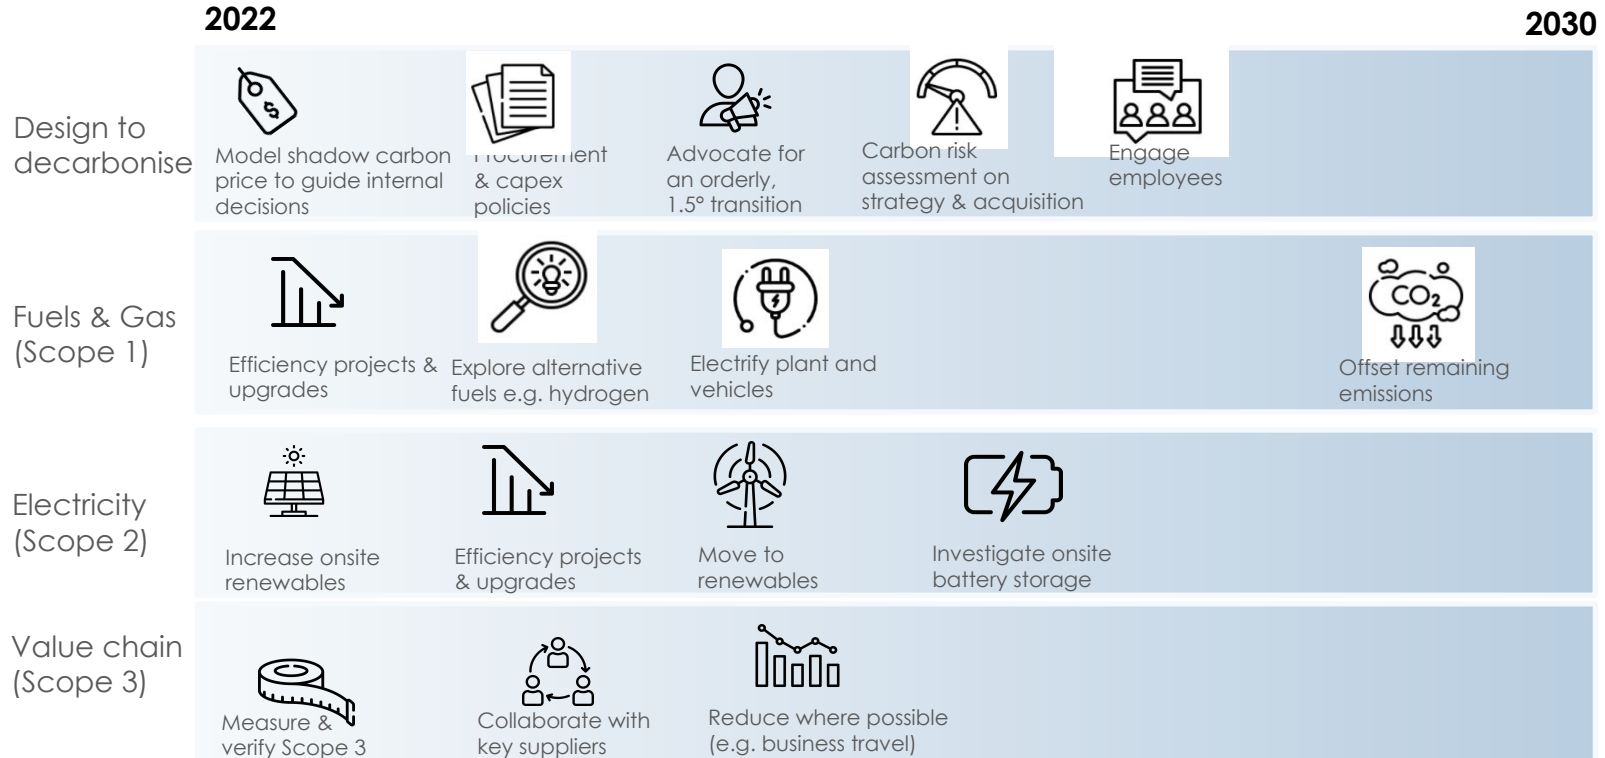 2022
2030
Design to
decarbonise
Model shadow carbon
price to guide internal
decisions
$
Procurement
& capex
policies
Advocate for
an orderly,
1.5° transition
Carbon risk
assessment on
strategy & acquisition
Engage
employees
Fuels & Gas
(Scope 1)
Efficiency projects &
upgrades
Explore alternative
fuels e.g. hydrogen
Electrify plant and
vehicles
CO2
Offset remaining
emissions
Electricity
(Scope 2)
Increase onsite
renewables
Efficiency projects
& upgrades
Move to
renewables
Investigate onsite
battery storage
Value chain
(Scope 3)
Measure &
verify Scope 3
Collaborate with
key suppliers
Reduce where possible
(e.g. business travel)